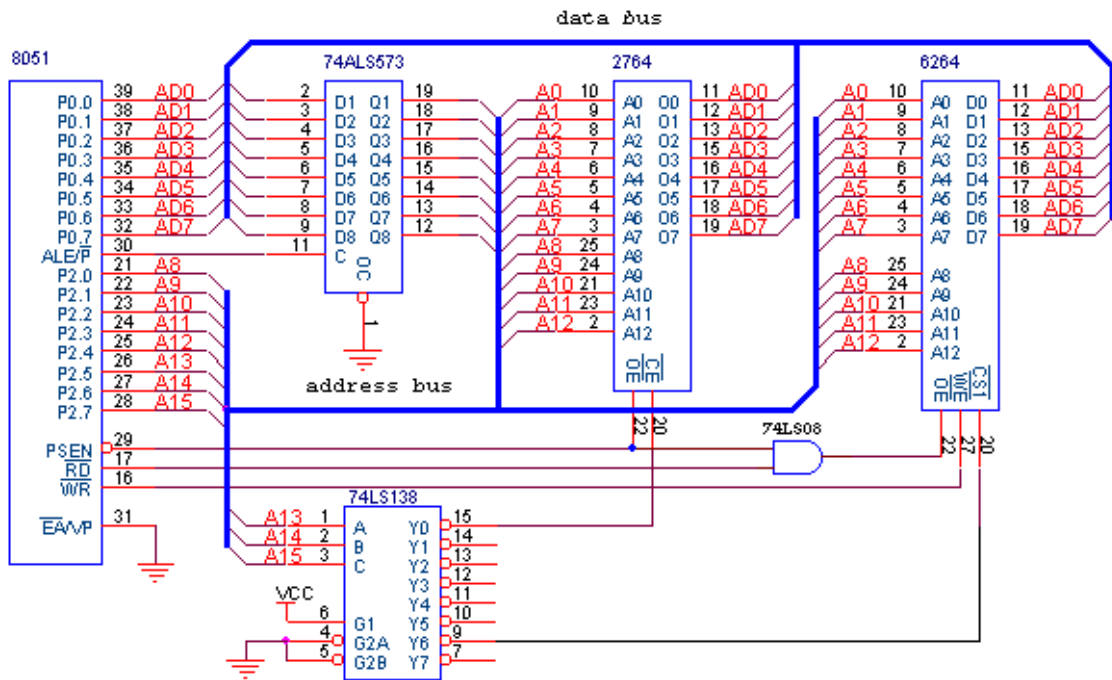 data bus
8051
74ALS573
2764
6264
39 AD0
P0.0
38 AD1
P0.1
37 AD2
P0.2
36 AD3
P0.3
35 AD4
P0.4
34 AD5
P0.5
33 AD6
P0.6
32 AD7
P0.7
30
ALE/P
21 A8
P2.0
22 A9
P2.1
23 A10
P2.2
24 A11
P2.3
25 A12
P2.4
26 A13
P2.5
27 A14
P2.6
28 A15
P2.7
29
PSEN
17
RD
16
WR
31
EA/VP
2 D1 Q1 19
3 D2 Q2 18
4 D3 Q3 17
5 D4 Q4 16
6 D5 Q5 15
7 D6 Q6 14
8 D7 Q7 13
9 D8 Q8 12
11 C
OC
1
A0 10 A0 O0 11 AD0
A1 9 A1 O1 12 AD1
A2 8 A2 O2 13 AD2
A3 7 A3 O3 15 AD3
A4 6 A4 O4 16 AD4
A5 5 A5 O5 17 AD5
A6 4 A6 O6 18 AD6
A7 3 A7 O7 19 AD7
A8 25 A8
A9 24 A9
A10 21 A10
A11 23 A11
A12 2 A12
OE CE
22 20
A0 10 A0 D0 11 AD0
A1 9 A1 D1 12 AD1
A2 8 A2 D2 13 AD2
A3 7 A3 D3 15 AD3
A4 6 A4 D4 16 AD4
A5 5 A5 D5 17 AD5
A6 4 A6 D6 18 AD6
A7 3 A7 D7 19 AD7
A8 25 A8
A9 24 A9
A10 21 A10
A11 23 A11
A12 2 A12
OE WE CS1
22 27 20
address bus
74LS08
74LS138
A13 1 A Y0 15
A14 2 B Y1 14
A15 3 C Y2 13
Y3 12
Y4 11
VCC
6 G1 Y5 10
4 G2A Y6 9
5 G2B Y7 7